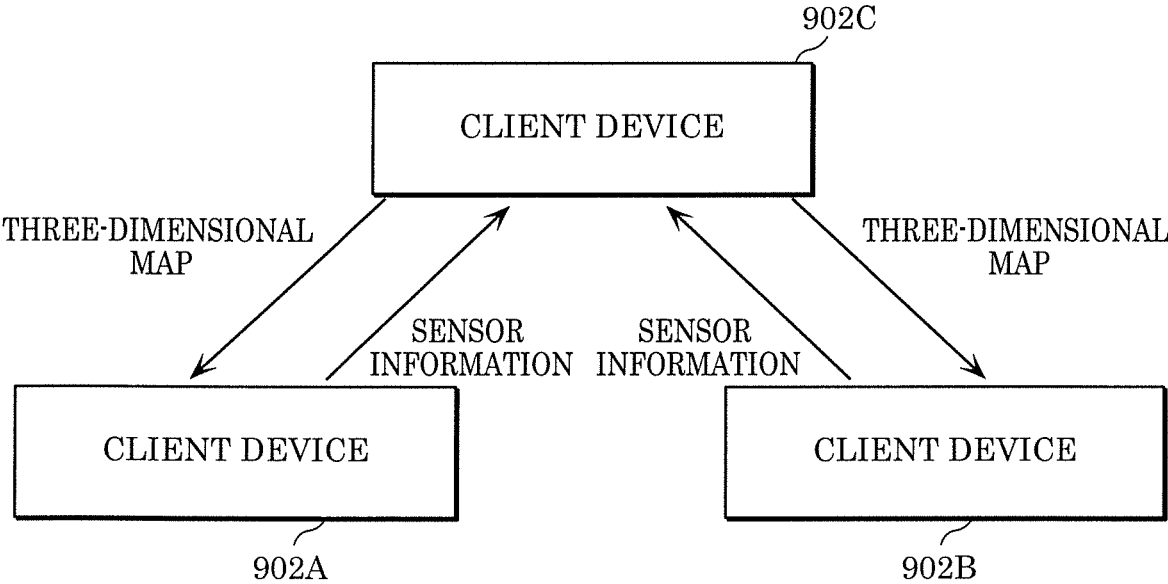 902C
CLIENT DEVICE
THREE-DIMENSIONAL
MAP
THREE-DIMENSIONAL
MAP
SENSOR
INFORMATION
SENSOR
INFORMATION
CLIENT DEVICE
CLIENT DEVICE
902A
902B